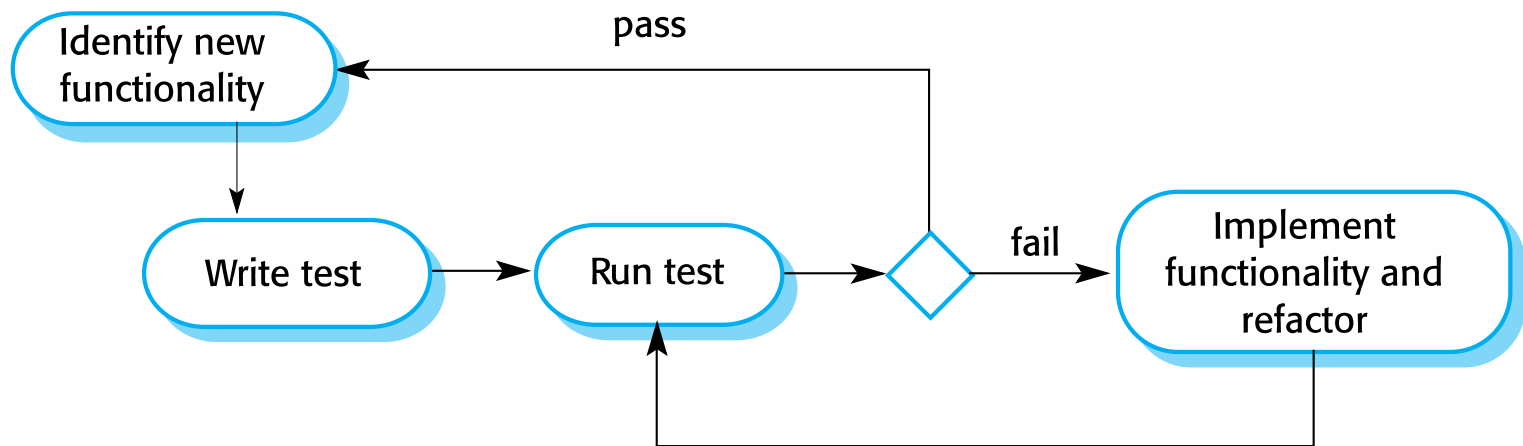 Identify new
functionality
pass
Write test
Run test
fail
Implement
functionality and
refactor